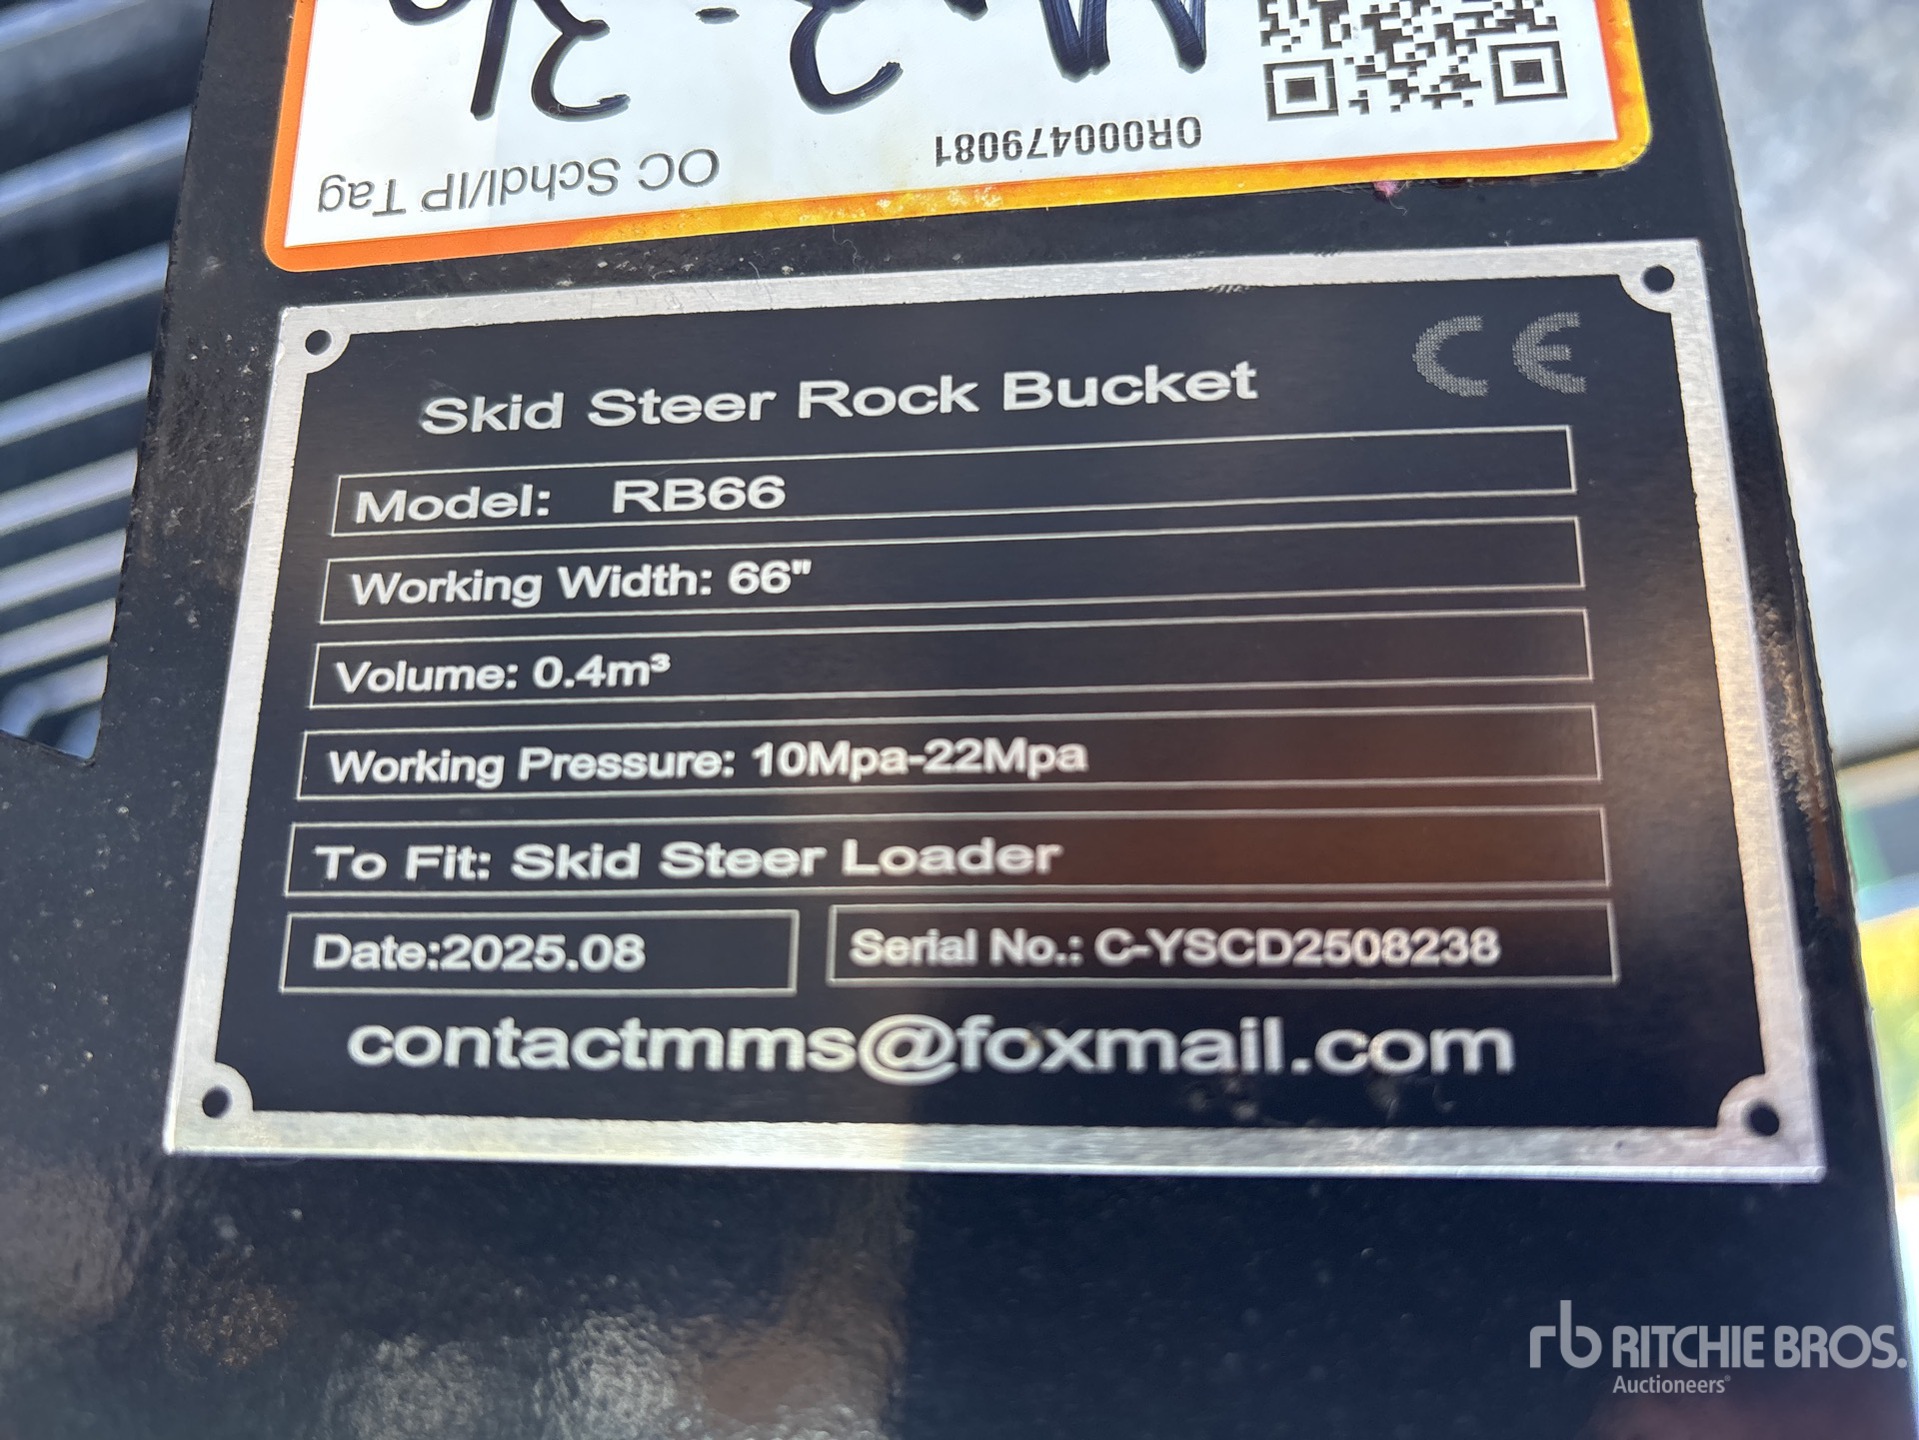 OR000479081
OC Schdl/IP Tag
CE
Skid Steer Rock Bucket
Model: RB66
Working Width: 66"
Volume: 0.4m³
Working Pressure: 10Mpa-22Mpa
To Fit: Skid Steer Loader
Date:2025.08
Serial No.: C-YSCD2508238
contactmms@foxmail.com
rb RITCHIE BROS.
Auctioneers®